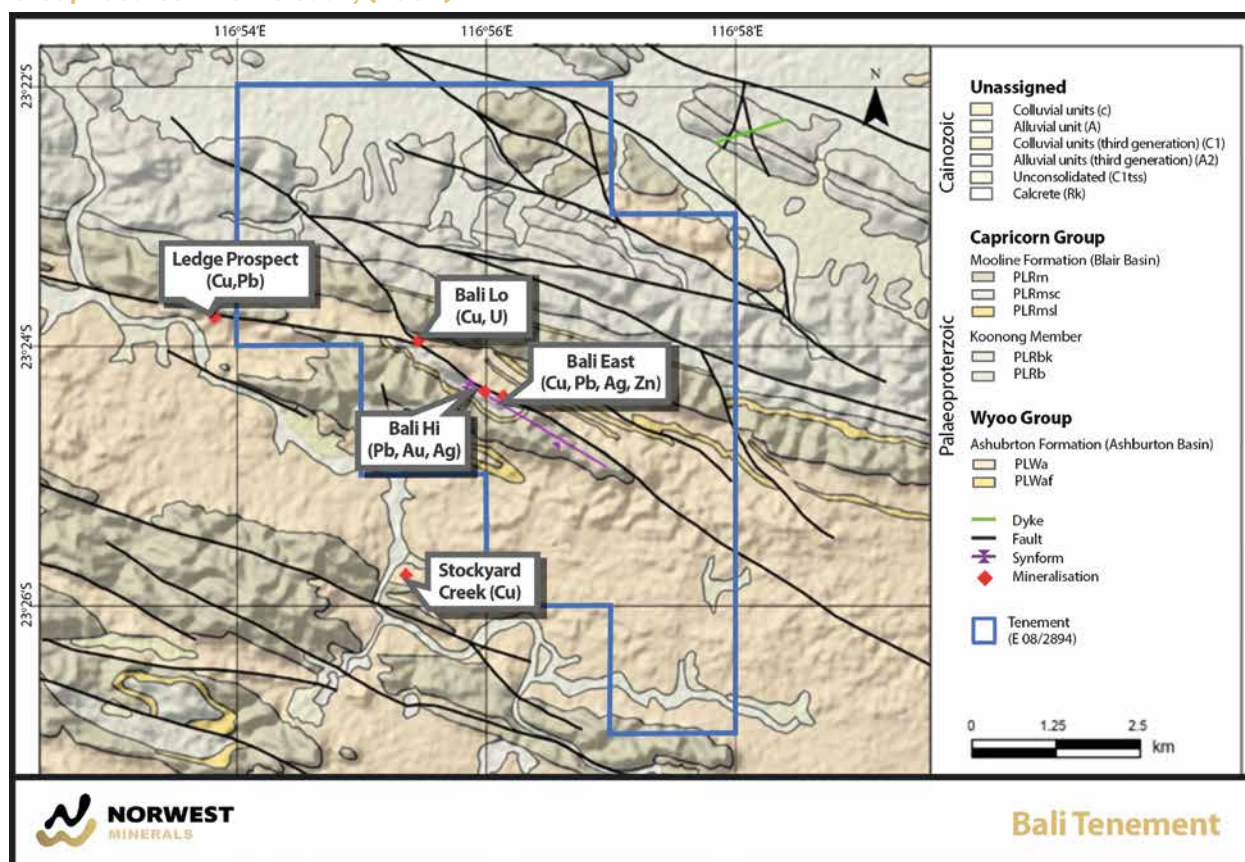 116°54'E
116°56'E
116°58'E
23°22'S
23°24'S
23°26'S
N
Ledge Prospect
(Cu,Pb)
Bali Lo
(Cu, U)
Bali East
(Cu, Pb, Ag, Zn)
Bali Hi
(Pb, Au, Ag)
Stockyard
Creek (Cu)
Cainozoic
Unassigned
Colluvial units (c)
Alluvial unit (A)
Colluvial units (third generation) (C1)
Alluvial units (third generation) (A2)
Unconsolidated (C1tss)
Calcrete (Rk)
Palaeoproterzoic
Capricorn Group
Mooline Formation (Blair Basin)
PLRm
PLRmsc
PLRmsl
Koonong Member
PLRbk
PLRb
Wyoo Group
Ashubrton Formation (Ashburton Basin)
PLWa
PLWaf
Dyke
Fault
Synform
Mineralisation
Tenement
(E 08/2894)
0 1.25 2.5
km
NORWEST
MINERALS
Bali Tenement